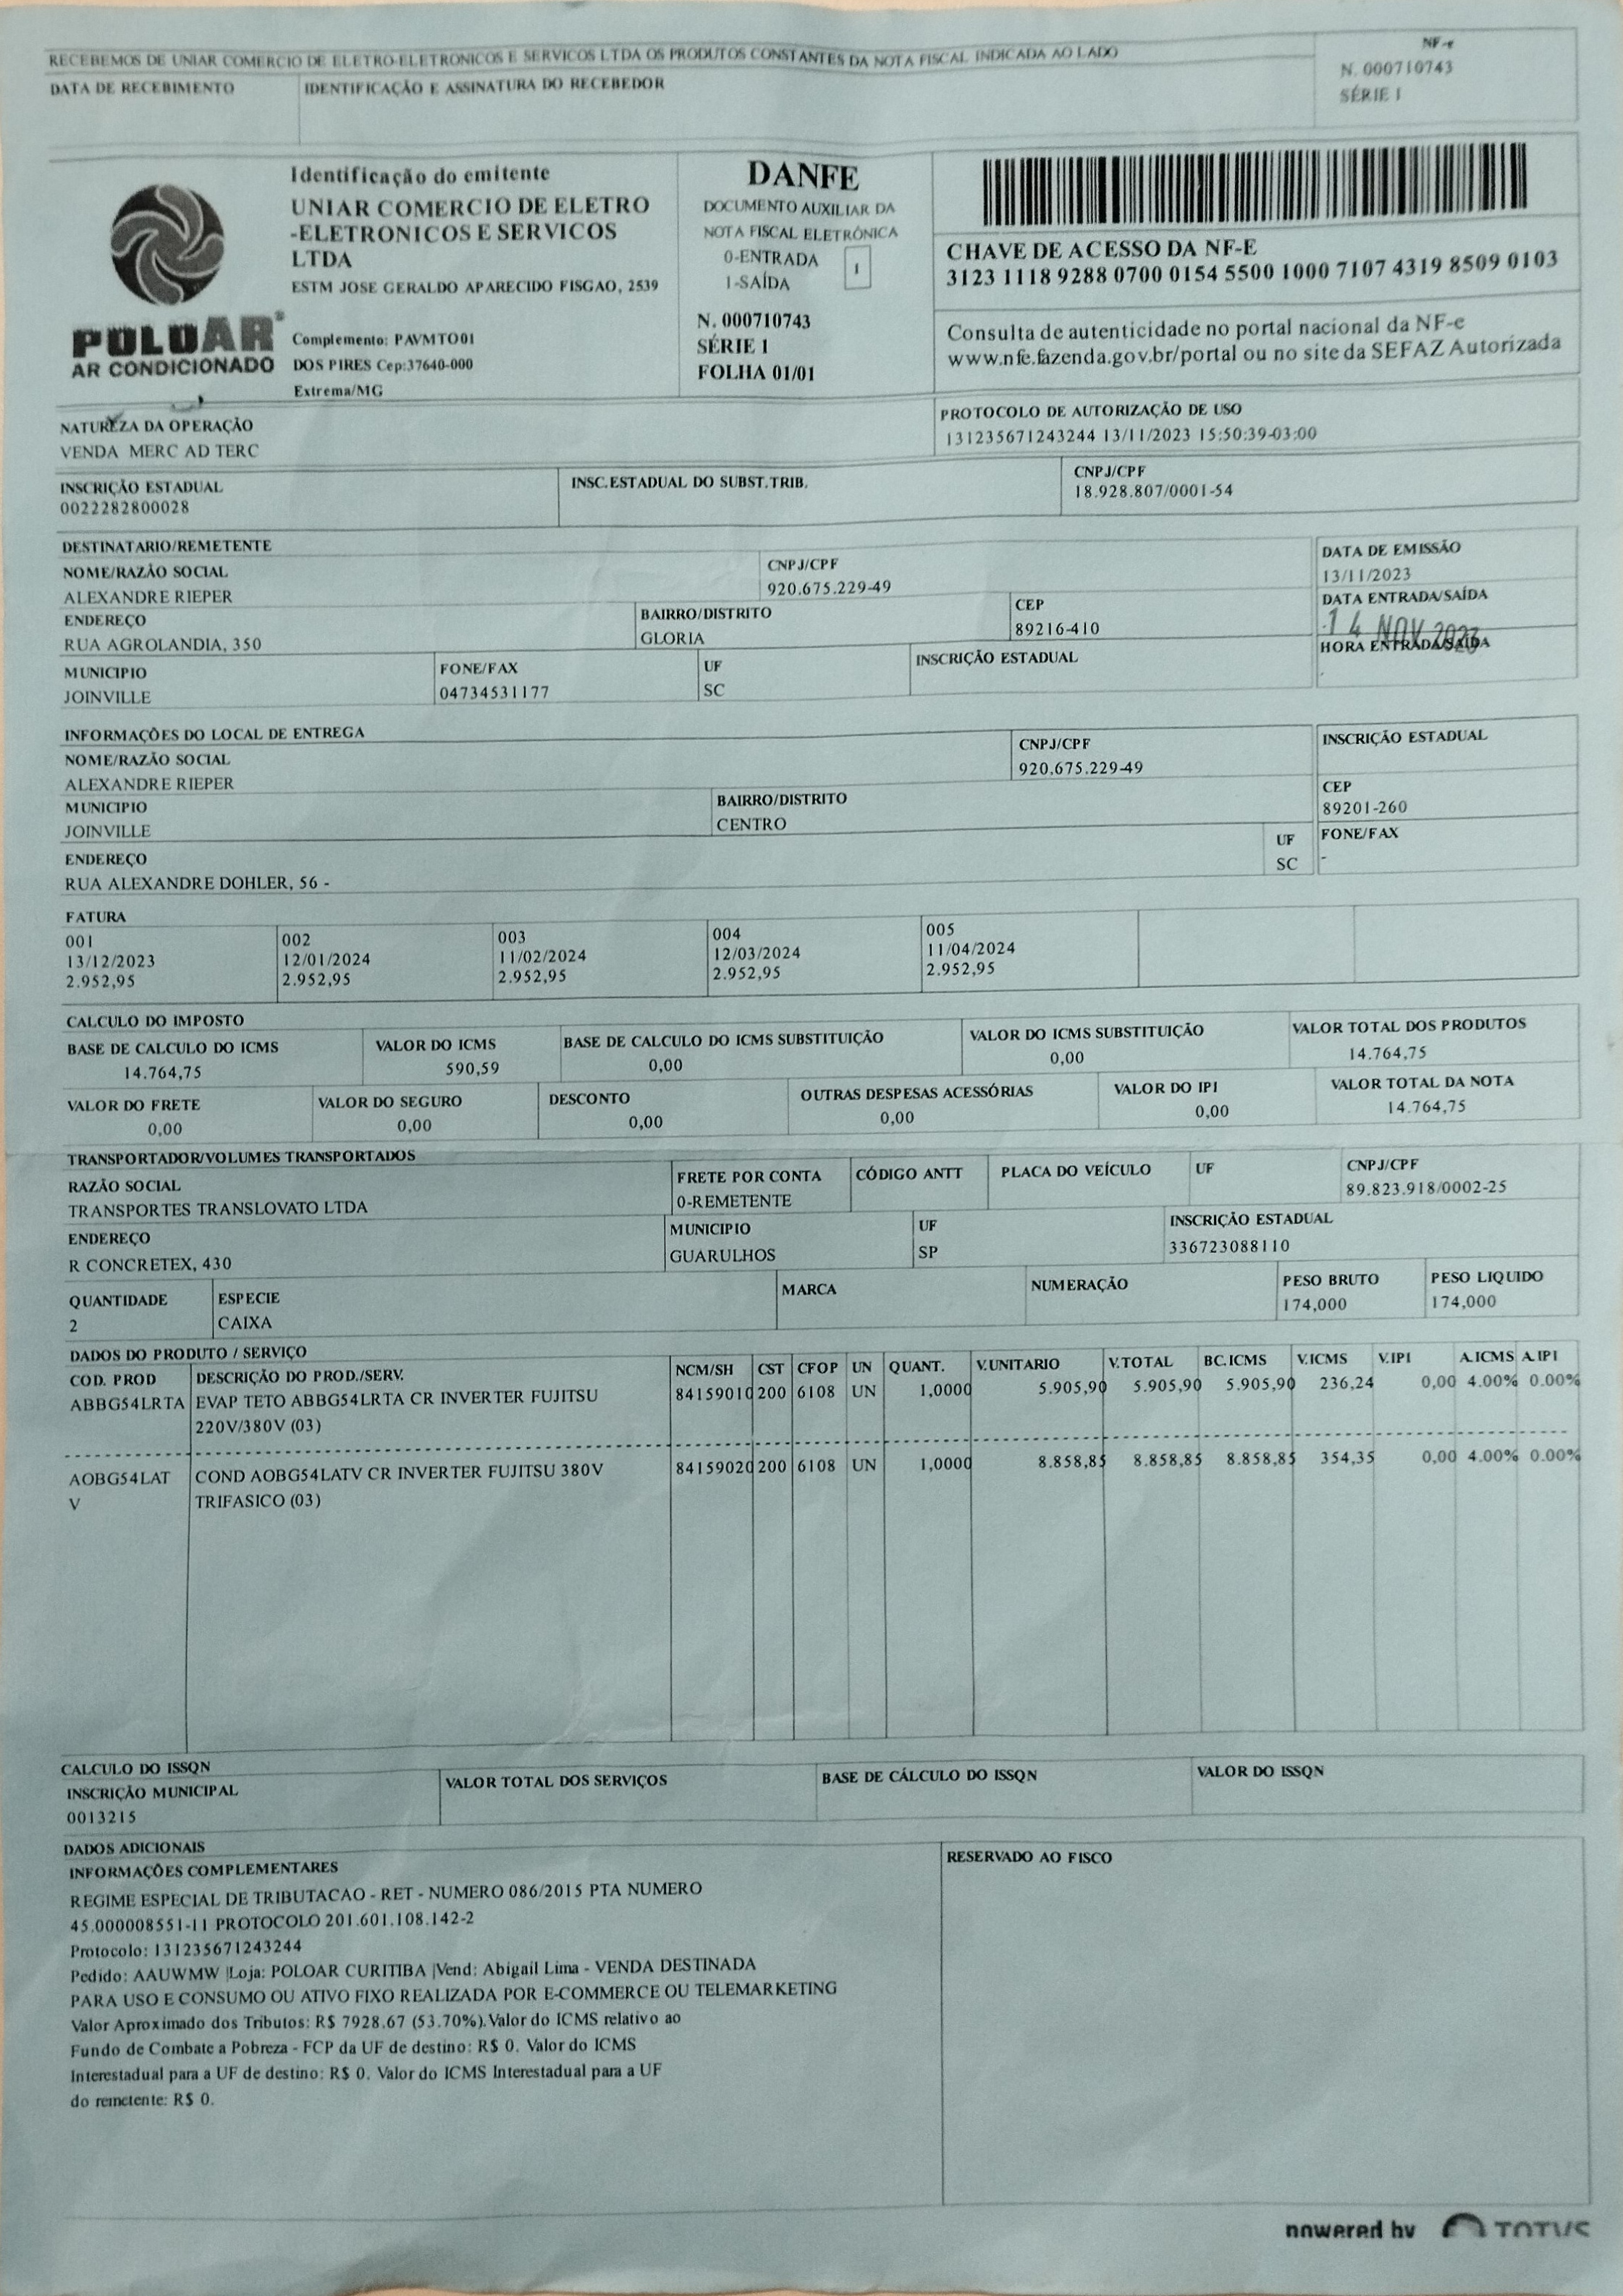 RECEBEMOS DE UNIAR COMERCIO DE ELETRO-ELETRONICOS E SERVICOS LTDA OS PRODUTOS CONSTANTES DA NOTA FISCAL INDICADA AO LADO
DATA DE RECEBIMENTO
IDENTIFICAÇÃO E ASSINATURA DO RECEBEDOR
NF-e
N. 000710743
SÉRIE 1
POLOAR
AR CONDICIONADO
Identificação do emitente
UNIAR COMERCIO DE ELETRO
-ELETRONICOS E SERVICOS
LTDA
ESTM JOSE GERALDO APARECIDO FISGAO, 2539
Complemento: PAVMTO01
DOS PIRES Cep:37640-000
Extrema/MG
DANFE
DOCUMENTO AUXILIAR DA
NOTA FISCAL ELETRÔNICA
0-ENTRADA
1-SAÍDA
1
N. 000710743
SÉRIE 1
FOLHA 01/01
CHAVE DE ACESSO DA NF-E
3123 1118 9288 0700 0154 5500 1000 7107 4319 8509 0103
Consulta de autenticidade no portal nacional da NF-e
www.nfe.fazenda.gov.br/portal ou no site da SEFAZ Autorizada
NATUREZA DA OPERAÇÃO
VENDA MERC AD TERC
PROTOCOLO DE AUTORIZAÇÃO DE USO
131235671243244 13/11/2023 15:50:39-03:00
INSCRIÇÃO ESTADUAL
0022282800028
INSC.ESTADUAL DO SUBST.TRIB.
CNPJ/CPF
18.928.807/0001-54
DESTINATARIO/REMETENTE
NOME/RAZÃO SOCIAL
ALEXANDRE RIEPER
CNPJ/CPF
920.675.229-49
DATA DE EMISSÃO
13/11/2023
ENDEREÇO
RUA AGROLANDIA, 350
BAIRRO/DISTRITO
GLORIA
CEP
89216-410
DATA ENTRADA/SAÍDA
14 NOV 2023
MUNICIPIO
JOINVILLE
FONE/FAX
04734531177
UF
SC
INSCRIÇÃO ESTADUAL
HORA ENTRADA/SAÍDA
-
INFORMAÇÕES DO LOCAL DE ENTREGA
NOME/RAZÃO SOCIAL
ALEXANDRE RIEPER
CNPJ/CPF
920.675.229-49
INSCRIÇÃO ESTADUAL
MUNICIPIO
JOINVILLE
BAIRRO/DISTRITO
CENTRO
CEP
89201-260
ENDEREÇO
RUA ALEXANDRE DOHLER, 56 -
UF
SC
FONE/FAX
-
FATURA
001 002 003 004 005
13/12/2023 12/01/2024 11/02/2024 12/03/2024 11/04/2024
2.952,95 2.952,95 2.952,95 2.952,95 2.952,95
CALCULO DO IMPOSTO
BASE DE CALCULO DO ICMS
14.764,75
VALOR DO ICMS
590,59
BASE DE CALCULO DO ICMS SUBSTITUIÇÃO
0,00
VALOR DO ICMS SUBSTITUIÇÃO
0,00
VALOR TOTAL DOS PRODUTOS
14.764,75
VALOR DO FRETE
0,00
VALOR DO SEGURO
0,00
DESCONTO
0,00
OUTRAS DESPESAS ACESSÓRIAS
0,00
VALOR DO IPI
0,00
VALOR TOTAL DA NOTA
14.764,75
TRANSPORTADOR/VOLUMES TRANSPORTADOS
RAZÃO SOCIAL
TRANSPORTES TRANSLOVATO LTDA
FRETE POR CONTA
0-REMETENTE
CÓDIGO ANTT
PLACA DO VEÍCULO
UF
CNPJ/CPF
89.823.918/0002-25
ENDEREÇO
R CONCRETEX, 430
MUNICIPIO
GUARULHOS
UF
SP
INSCRIÇÃO ESTADUAL
336723088110
QUANTIDADE
2
ESPECIE
CAIXA
MARCA
NUMERAÇÃO
PESO BRUTO
174,000
PESO LIQUIDO
174,000
DADOS DO PRODUTO / SERVIÇO
COD. PROD DESCRIÇÃO DO PROD./SERV. NCM/SH CST CFOP UN QUANT. V.UNITARIO V.TOTAL BC.ICMS V.ICMS V.IPI A.ICMS A.IPI
ABBG54LRTA EVAP TETO ABBG54LRTA CR INVERTER FUJITSU 84159010 200 6108 UN 1,0000 5.905,90 5.905,90 5.905,90 236,24 0,00 4.00% 0.00%
220V/380V (03)
AOBG54LAT COND AOBG54LATV CR INVERTER FUJITSU 380V 84159020 200 6108 UN 1,0000 8.858,85 8.858,85 8.858,85 354,35 0,00 4.00% 0.00%
V TRIFASICO (03)
CALCULO DO ISSQN
INSCRIÇÃO MUNICIPAL
0013215
VALOR TOTAL DOS SERVIÇOS
BASE DE CÁLCULO DO ISSQN
VALOR DO ISSQN
DADOS ADICIONAIS
INFORMAÇÕES COMPLEMENTARES
REGIME ESPECIAL DE TRIBUTACAO - RET - NUMERO 086/2015 PTA NUMERO
45.000008551-11 PROTOCOLO 201.601.108.142-2
Protocolo: 131235671243244
Pedido: AAUWMW |Loja: POLOAR CURITIBA |Vend: Abigail Lima - VENDA DESTINADA
PARA USO E CONSUMO OU ATIVO FIXO REALIZADA POR E-COMMERCE OU TELEMARKETING
Valor Aproximado dos Tributos: R$ 7928.67 (53.70%).Valor do ICMS relativo ao
Fundo de Combate a Pobreza - FCP da UF de destino: R$ 0. Valor do ICMS
Interestadual para a UF de destino: R$ 0. Valor do ICMS Interestadual para a UF
do remetente: R$ 0.
RESERVADO AO FISCO
powered by TOTVS